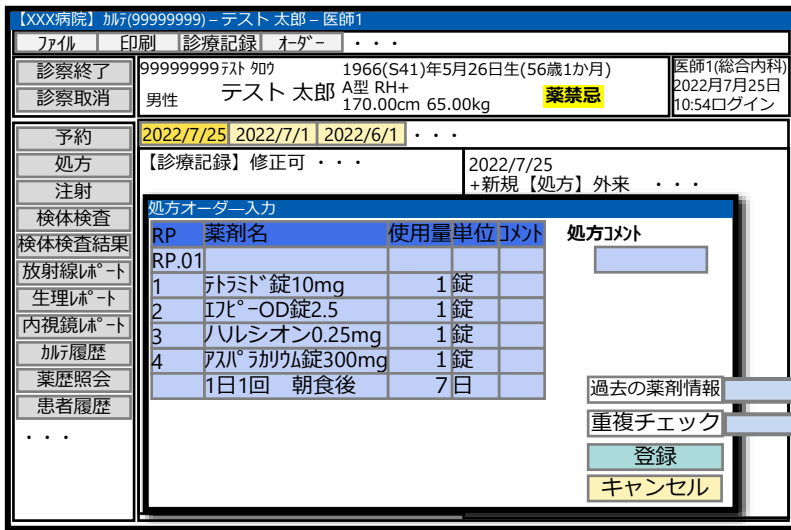 【XXX病院】ｶﾙﾃ(99999999) – テスト 太郎 – 医師1
ﾌｧｲﾙ 印刷 診療記録 ｵｰﾀﾞｰ ・・・
診察終了
診察取消
99999999 ﾃｽﾄ ﾀﾛｳ 1966(S41)年5月26日生(56歳1か月)
男性 テスト 太郎 A型 RH+
170.00cm 65.00kg
薬禁忌
医師1(総合内科)
2022月7月25日
10:54ログイン
予約
処方
注射
検体検査
検体検査結果
放射線ﾚﾎﾟｰﾄ
生理ﾚﾎﾟｰﾄ
内視鏡ﾚﾎﾟｰﾄ
ｶﾙﾃ履歴
薬歴照会
患者履歴
・・・
2022/7/25 2022/7/1 2022/6/1 ・・・
【診療記録】修正可 ・・・
2022/7/25
+新規【処方】外来 ・・・
処方オーダ―入力
RP 薬剤名 使用量 単位 ｺﾒﾝﾄ
RP.01
1 ﾃﾄﾗﾐﾄﾞ錠10mg 1 錠
2 ｴﾌﾋﾟｰOD錠2.5 1 錠
3 ハルシオン0.25mg 1 錠
4 ｱｽﾊﾟﾗｶﾘｳﾑ錠300mg 1 錠
1日1回 朝食後 7 日
処方ｺﾒﾝﾄ
過去の薬剤情報
重複チェック
登録
キャンセル